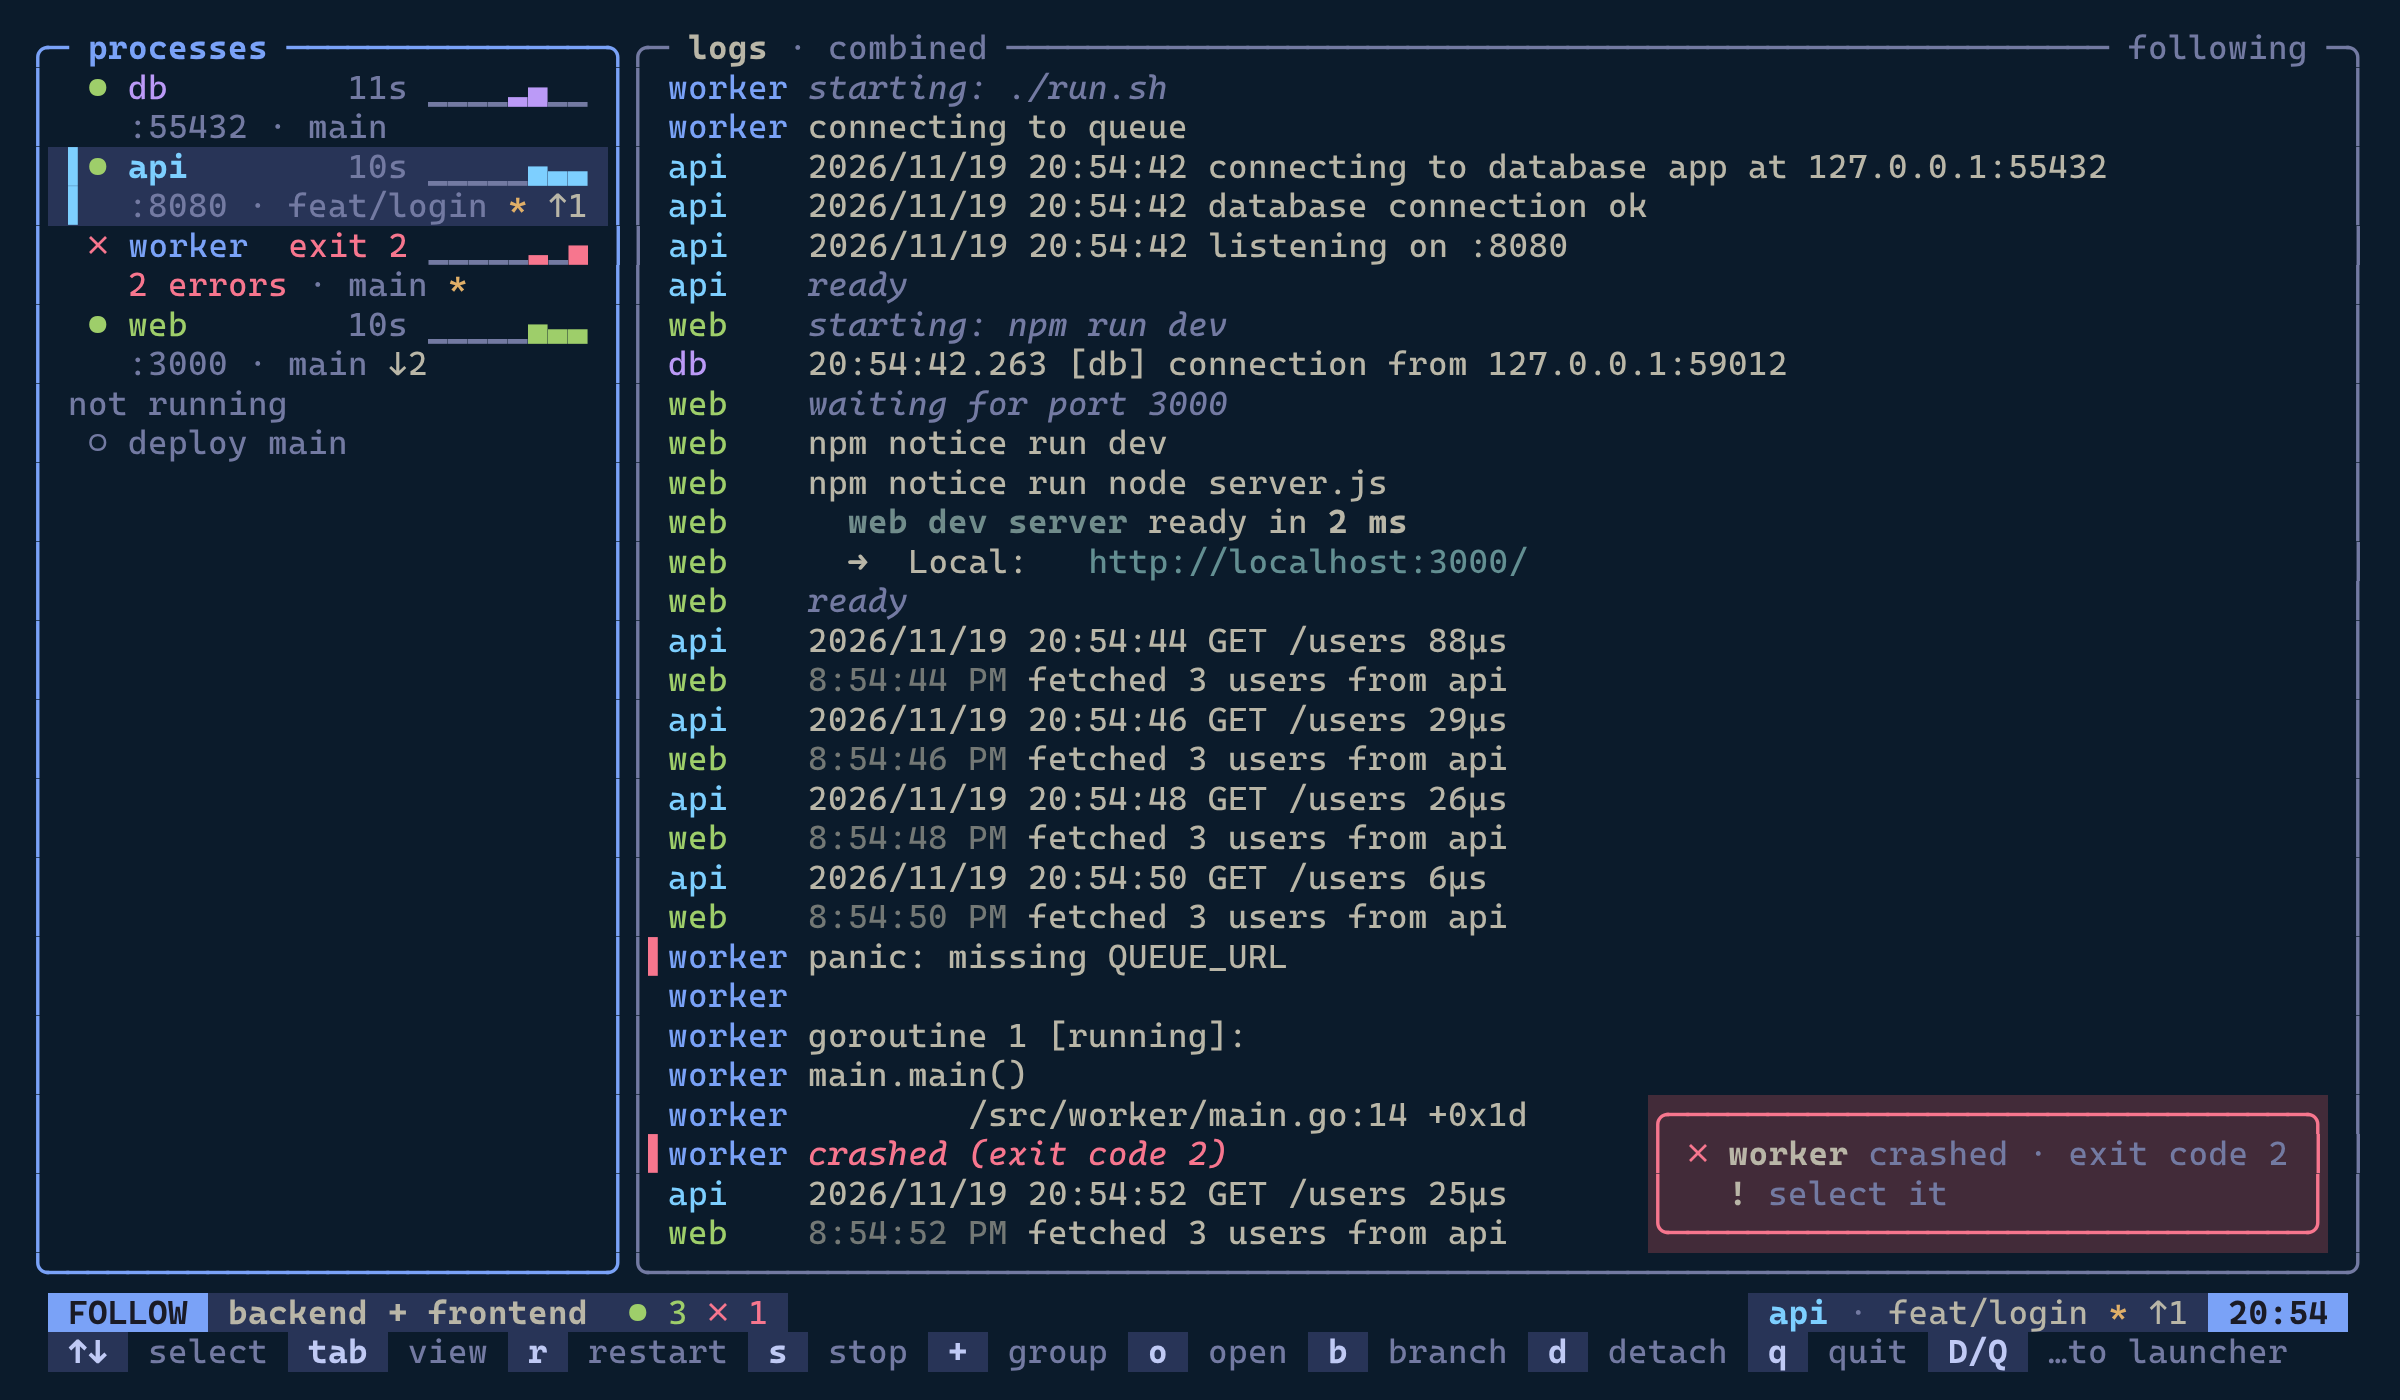 processes
● db 11s
:55432 · main
● api 10s
:8080 · feat/login * ↑1
× worker exit 2
2 errors · main *
● web 10s
:3000 · main ↓2
not running
○ deploy main
logs · combined following
worker starting: ./run.sh
worker connecting to queue
api 2026/11/19 20:54:42 connecting to database app at 127.0.0.1:55432
api 2026/11/19 20:54:42 database connection ok
api 2026/11/19 20:54:42 listening on :8080
api ready
web starting: npm run dev
db 20:54:42.263 [db] connection from 127.0.0.1:59012
web waiting for port 3000
web npm notice run dev
web npm notice run node server.js
web web dev server ready in 2 ms
web ➜ Local: http://localhost:3000/
web ready
api 2026/11/19 20:54:44 GET /users 88µs
web 8:54:44 PM fetched 3 users from api
api 2026/11/19 20:54:46 GET /users 29µs
web 8:54:46 PM fetched 3 users from api
api 2026/11/19 20:54:48 GET /users 26µs
web 8:54:48 PM fetched 3 users from api
api 2026/11/19 20:54:50 GET /users 6µs
web 8:54:50 PM fetched 3 users from api
worker panic: missing QUEUE_URL
worker
worker goroutine 1 [running]:
worker main.main()
worker /src/worker/main.go:14 +0x1d
worker crashed (exit code 2)
api 2026/11/19 20:54:52 GET /users 25µs
web 8:54:52 PM fetched 3 users from api
× worker crashed · exit code 2
! select it
FOLLOW backend + frontend ● 3 × 1 api · feat/login * ↑1 20:54
↑↓ select tab view r restart s stop + group o open b branch d detach q quit D/Q …to launcher